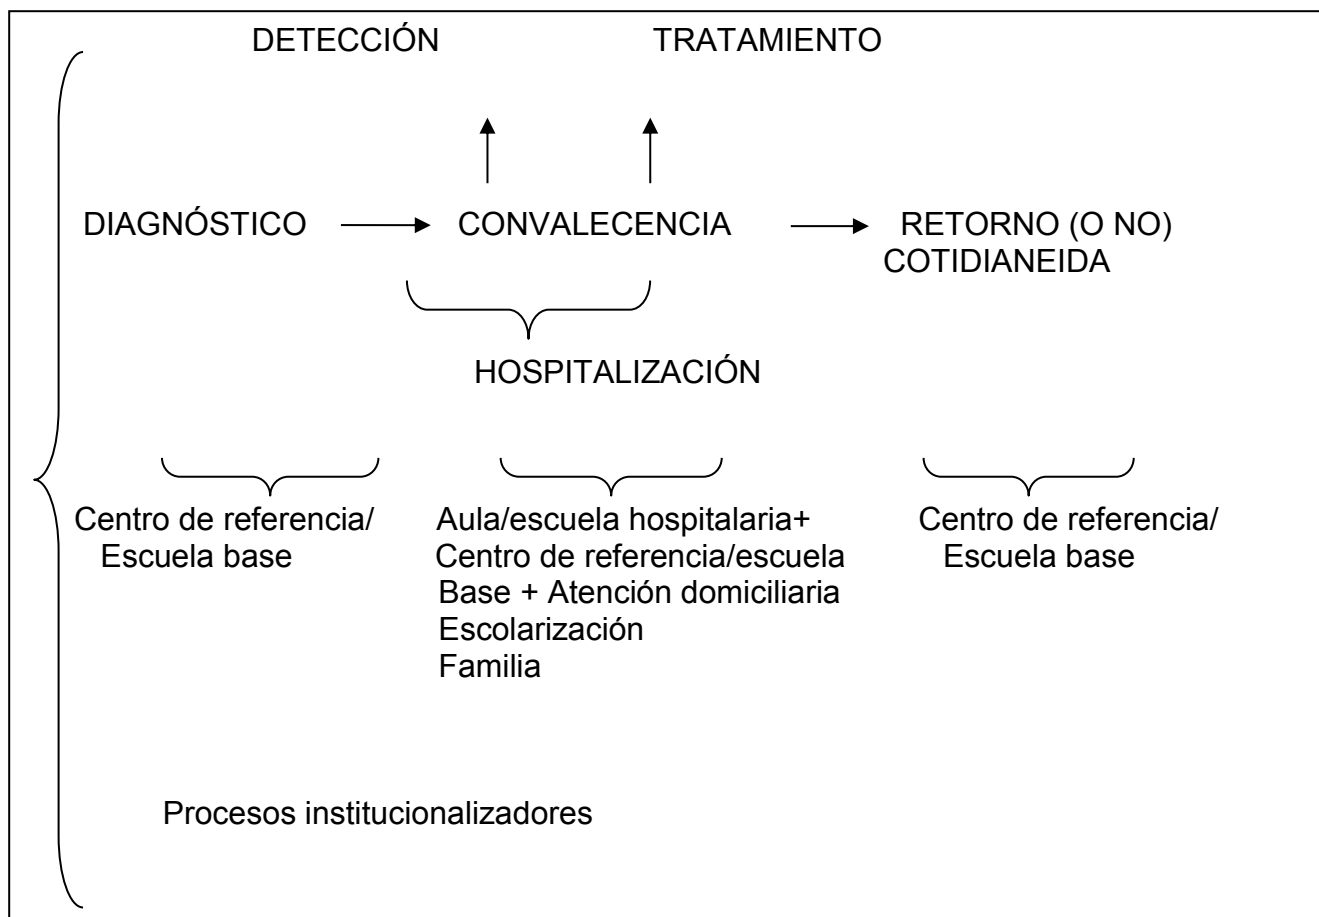 DETECCIÓN TRATAMIENTO
DIAGNÓSTICO CONVALECENCIA RETORNO (O NO)
COTIDIANEIDA
HOSPITALIZACIÓN
Centro de referencia/
Escuela base
Aula/escuela hospitalaria+
Centro de referencia/escuela
Base + Atención domiciliaria
Escolarización
Familia
Centro de referencia/
Escuela base
Procesos institucionalizadores